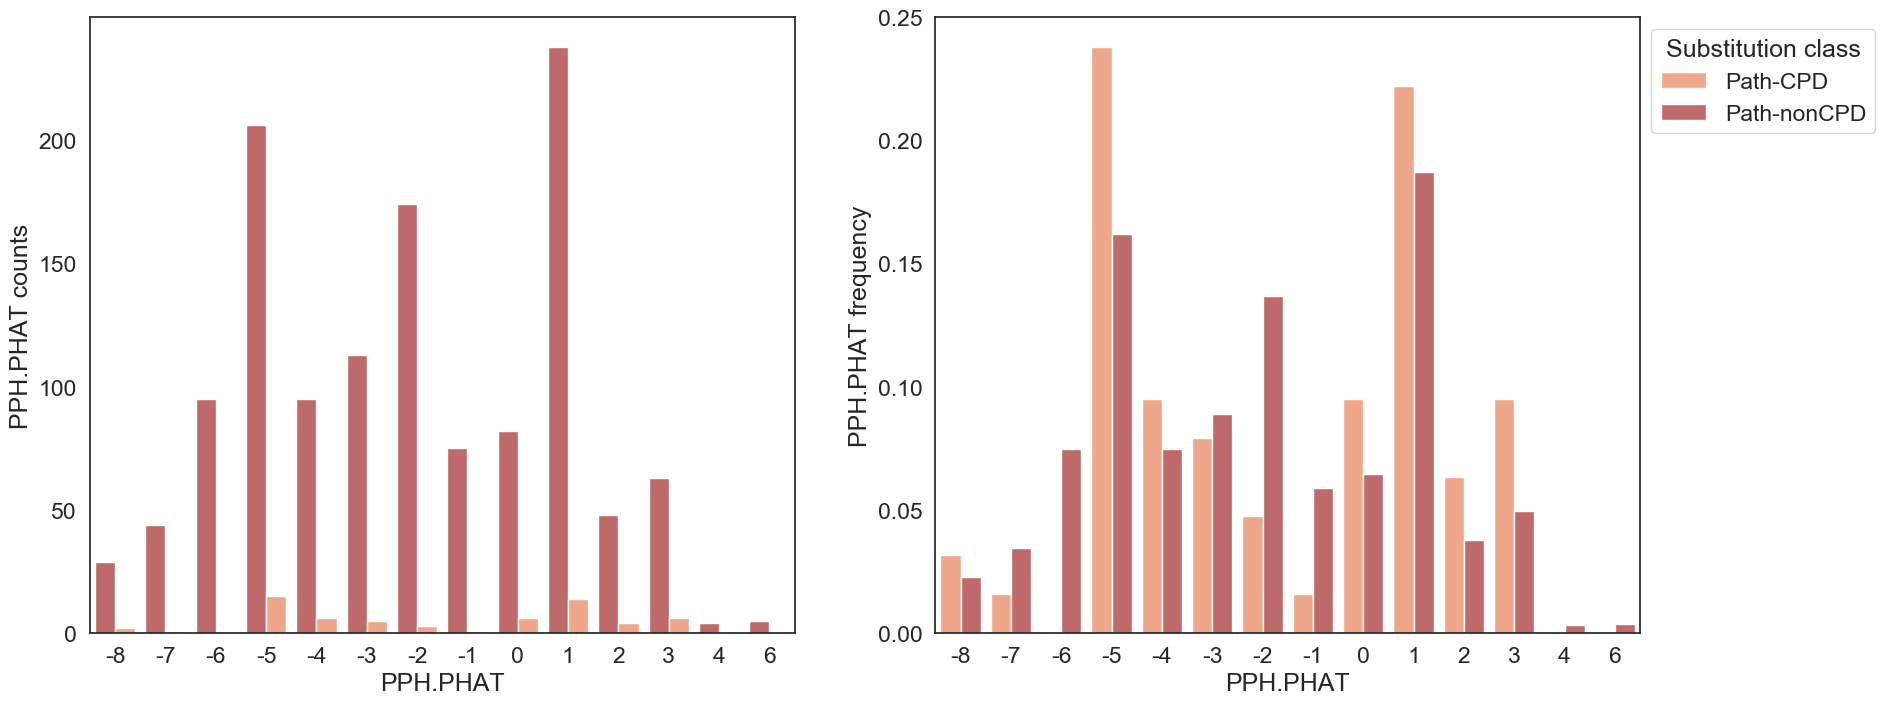 PPH.PHAT counts
200
150
100
50
0
-8 -7 -6 -5 -4 -3 -2 -1 0 1 2 3 4 6
PPH.PHAT
PPH.PHAT frequency
0.25
0.20
0.15
0.10
0.05
0.00
-8 -7 -6 -5 -4 -3 -2 -1 0 1 2 3 4 6
PPH.PHAT
Substitution class
Path-CPD
Path-nonCPD